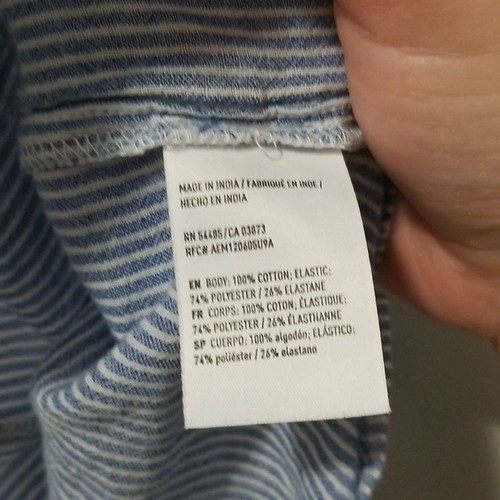 MADE IN INDIA / FABRIQUÉ EN INDE /
HECHO EN INDIA
RN 54485/CA 03873
RFC# AEM120605U9A
EN BODY: 100% COTTON; ELASTIC:
74% POLYESTER / 26% ELASTANE
FR CORPS: 100% COTON; ÉLASTIQUE:
74% POLYESTER / 26% ÉLASTHANNE
SP CUERPO: 100% algodón; ELÁSTICO:
74% poliéster / 26% elastano